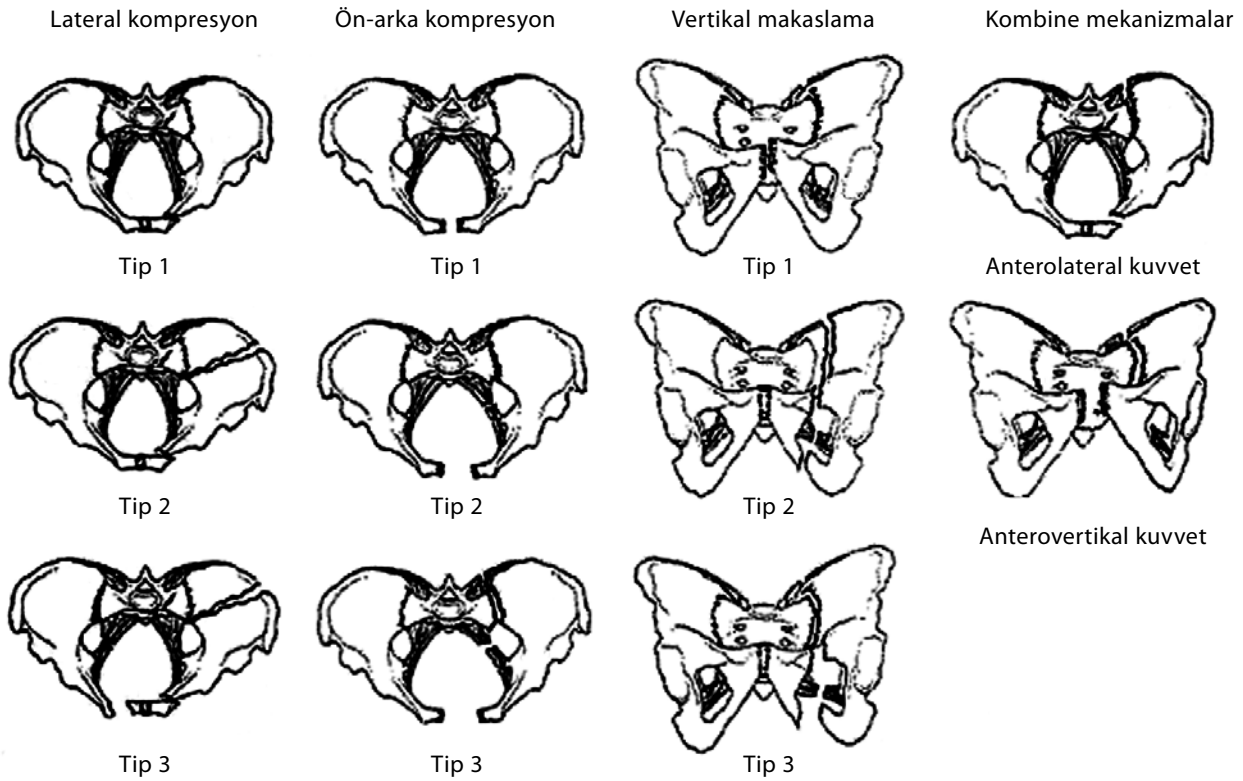 Lateral kompresyon
Ön-arka kompresyon
Vertikal makaslama
Kombine mekanizmalar
Tip 1
Tip 1
Tip 1
Anterolateral kuvvet
Tip 2
Tip 2
Tip 2
Anterovertikal kuvvet
Tip 3
Tip 3
Tip 3